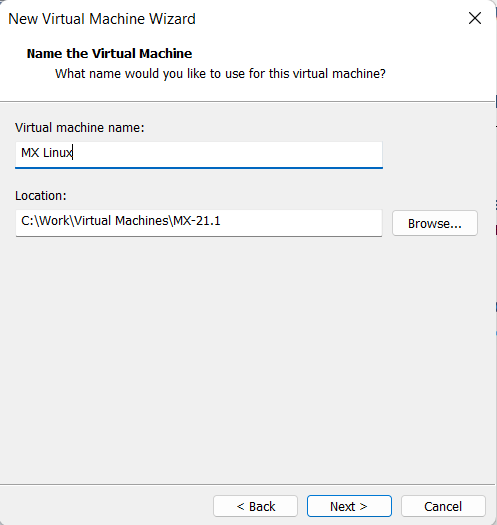 New Virtual Machine Wizard
Name the Virtual Machine
What name would you like to use for this virtual machine?
Virtual machine name:
MX Linux
Location:
C:\Work\Virtual Machines\MX-21.1
Browse...
< Back
Next >
Cancel